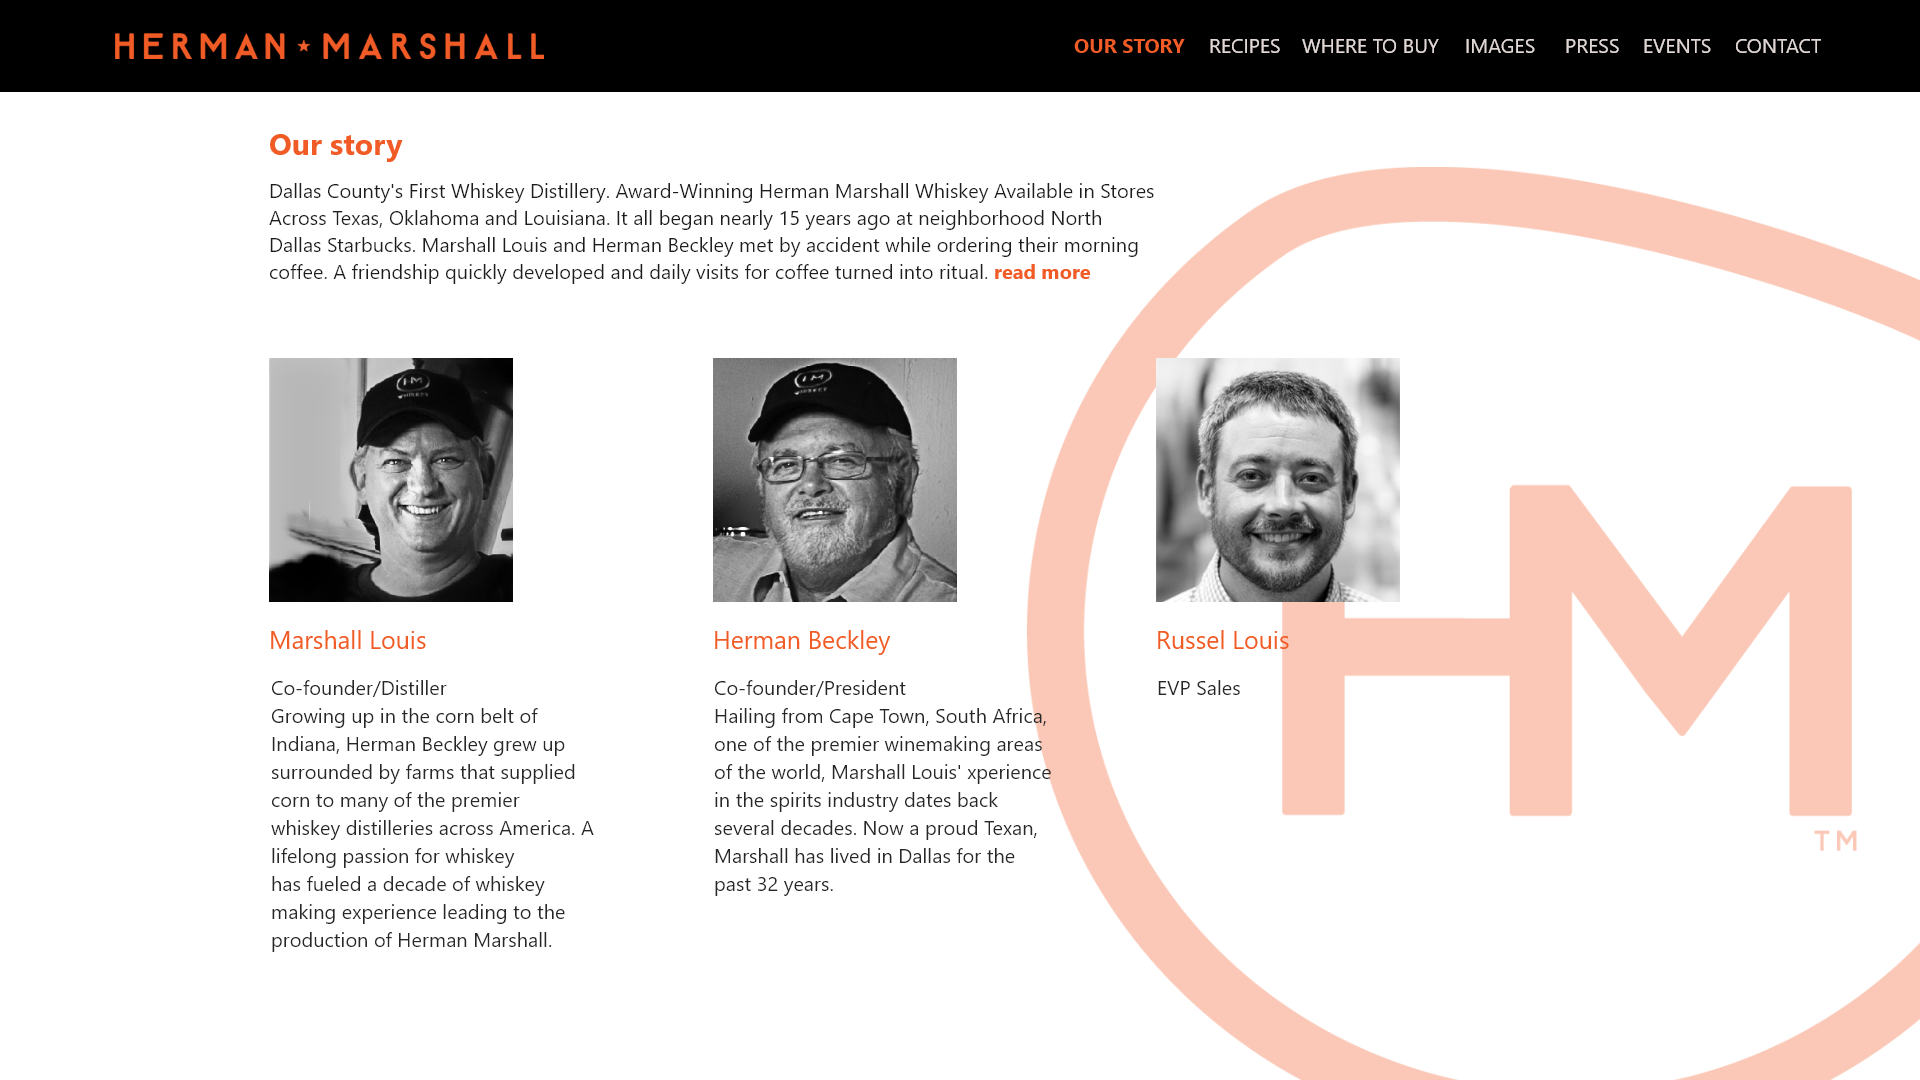 HERMAN ★ MARSHALL
OUR STORY RECIPES WHERE TO BUY IMAGES PRESS EVENTS CONTACT
Our story
Dallas County's First Whiskey Distillery. Award-Winning Herman Marshall Whiskey Available in Stores
Across Texas, Oklahoma and Louisiana. It all began nearly 15 years ago at neighborhood North
Dallas Starbucks. Marshall Louis and Herman Beckley met by accident while ordering their morning
coffee. A friendship quickly developed and daily visits for coffee turned into ritual. read more
HM
WHISKEY
HM
WHISKEY
Marshall Louis
Co-founder/Distiller
Growing up in the corn belt of
Indiana, Herman Beckley grew up
surrounded by farms that supplied
corn to many of the premier
whiskey distilleries across America. A
lifelong passion for whiskey
has fueled a decade of whiskey
making experience leading to the
production of Herman Marshall.
Herman Beckley
Co-founder/President
Hailing from Cape Town, South Africa,
one of the premier winemaking areas
of the world, Marshall Louis' xperience
in the spirits industry dates back
several decades. Now a proud Texan,
Marshall has lived in Dallas for the
past 32 years.
Russel Louis
EVP Sales
HM
TM